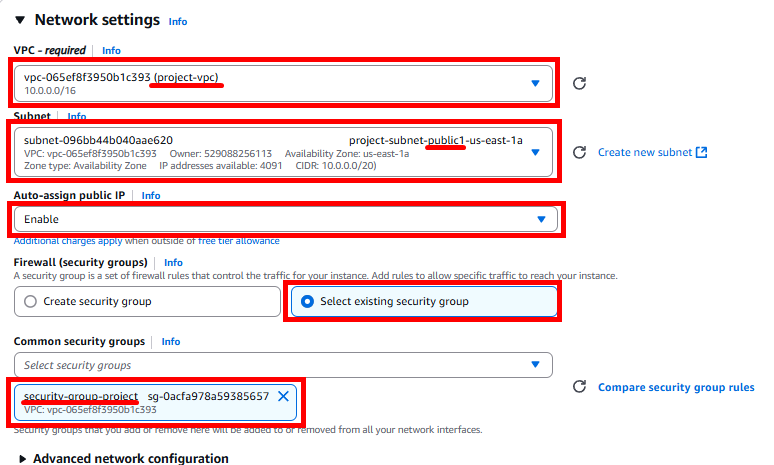 Network settings Info
VPC - required Info
vpc-065ef8f3950b1c393 (project-vpc)
10.0.0.0/16
Subnet Info
subnet-096bb44b040aae620 project-subnet-public1-us-east-1a
VPC: vpc-065ef8f3950b1c393 Owner: 529088256113 Availability Zone: us-east-1a
Zone type: Availability Zone IP addresses available: 4091 CIDR: 10.0.0.0/20)
Create new subnet
Auto-assign public IP Info
Enable
Additional charges apply when outside of free tier allowance
Firewall (security groups) Info
A security group is a set of firewall rules that control the traffic for your instance. Add rules to allow specific traffic to reach your instance.
Create security group Select existing security group
Common security groups Info
Select security groups
security-group-project sg-0acfa978a59385657
VPC: vpc-065ef8f3950b1c393
Compare security group rules
Security groups that you add or remove here will be added to or removed from all your network interfaces.
Advanced network configuration